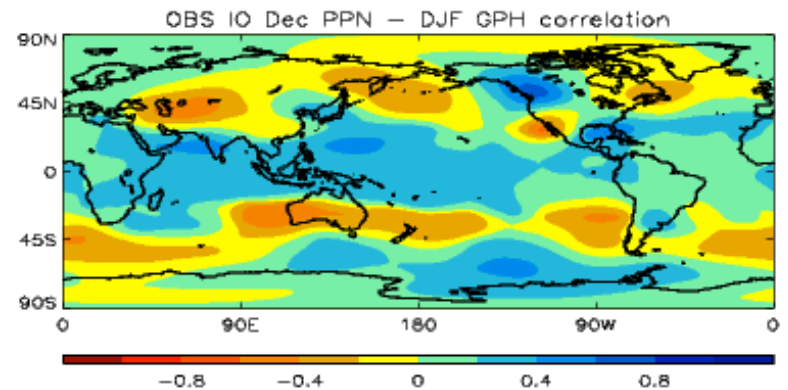 OBS IO Dec PPN – DJF GPH correlation
90N
45N
0
45S
90S
0 90E 180 90W 0
−0.8 −0.4 0 0.4 0.8